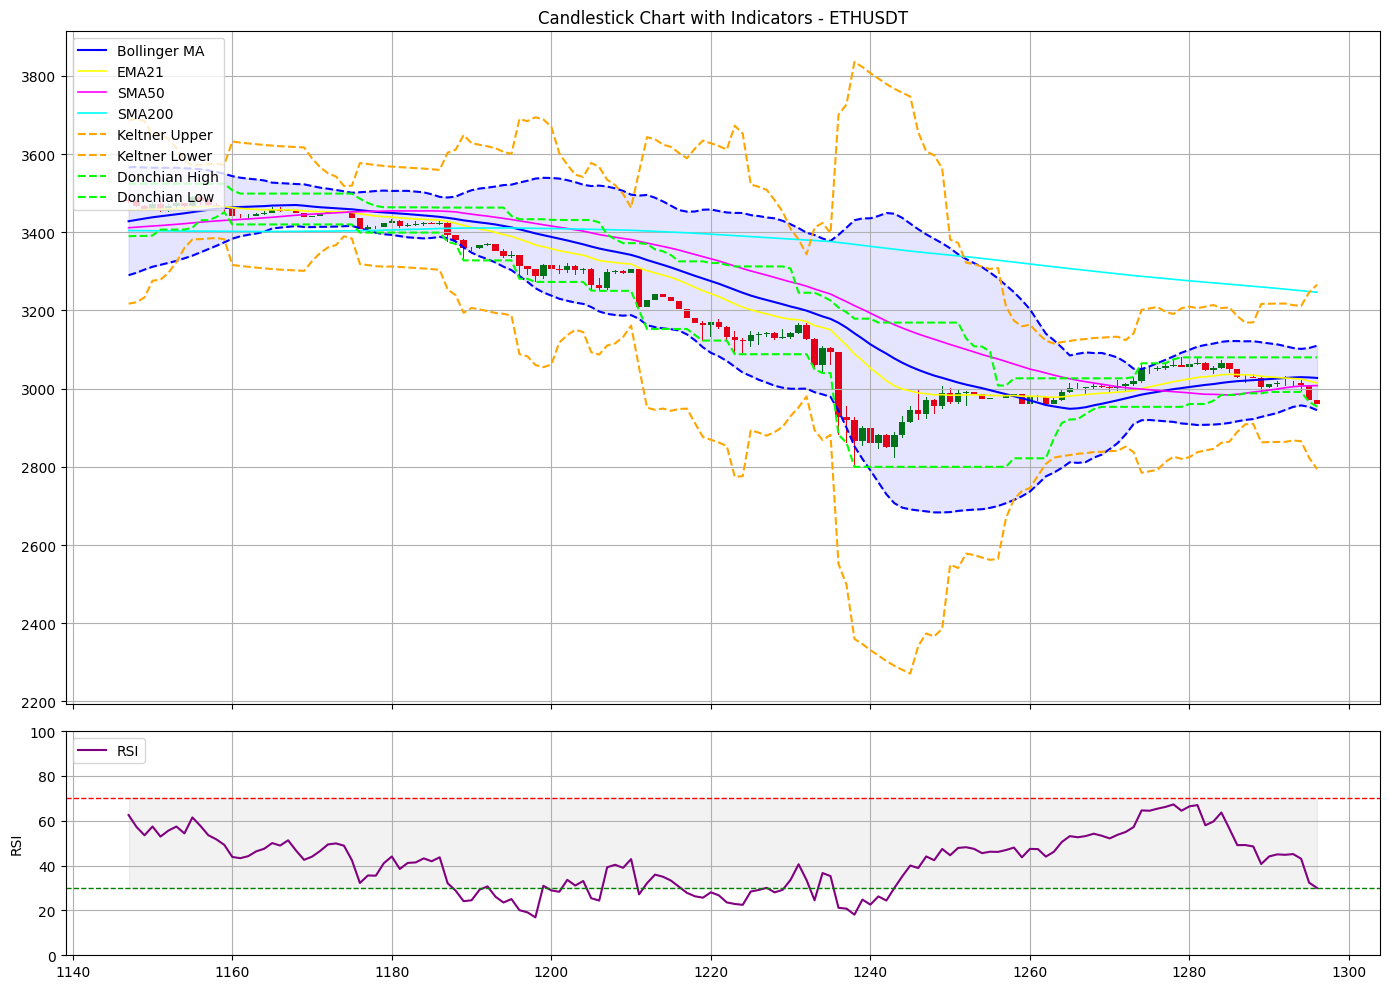 Candlestick Chart with Indicators - ETHUSDT
Bollinger MA
EMA21
SMA50
SMA200
Keltner Upper
Keltner Lower
Donchian High
Donchian Low
3800
3600
3400
3200
3000
2800
2600
2400
2200
RSI
RSI
100
80
60
40
20
0
1140 1160 1180 1200 1220 1240 1260 1280 1300